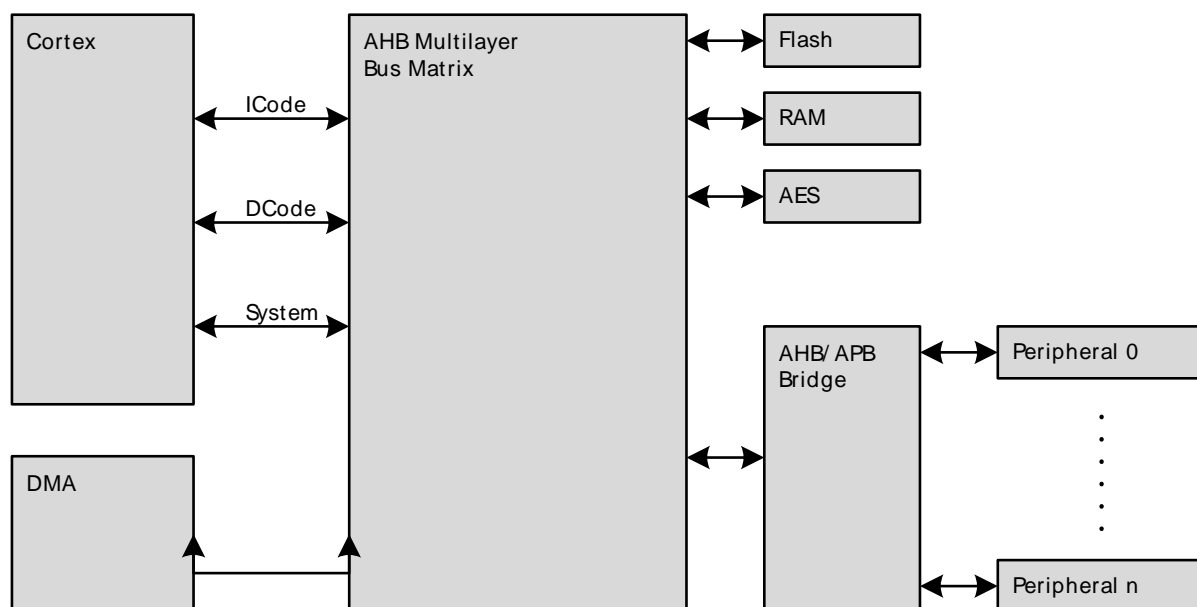 Cortex
AHB Multilayer
Bus Matrix
Flash
ICode
RAM
AES
DCode
System
AHB/ APB
Bridge
Peripheral 0
DMA
Peripheral n